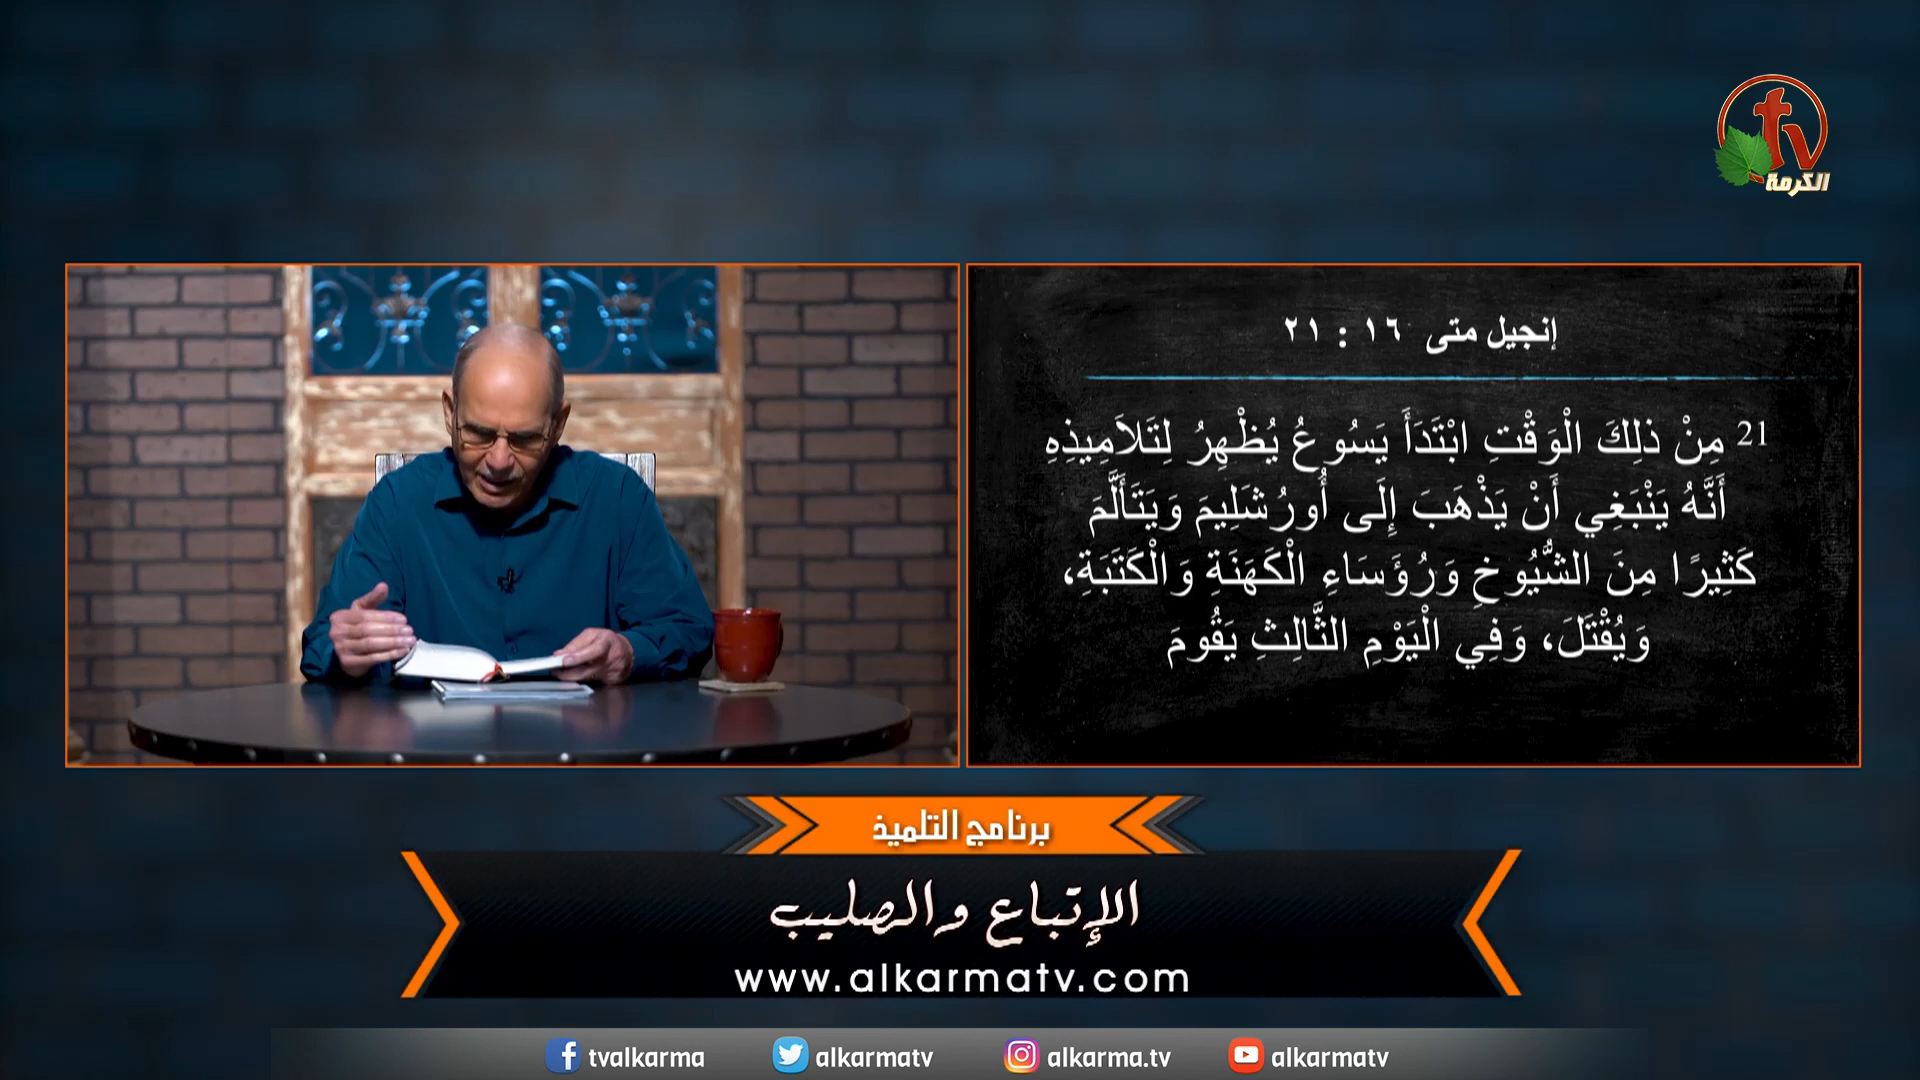 tv
الكرمة
إنجيل متى ١٦ : ٢١
21 مِنْ ذلِكَ الْوَقْتِ ابْتَدَأَ يَسُوعُ يُظْهِرُ لِتَلاَمِيذِهِ
أَنَّهُ يَنْبَغِي أَنْ يَذْهَبَ إِلَى أُورُشَلِيمَ وَيَتَأَلَّمَ
كَثِيرًا مِنَ الشُّيُوخِ وَرُؤَسَاءِ الْكَهَنَةِ وَالْكَتَبَةِ،
وَيُقْتَلَ، وَفِي الْيَوْمِ الثَّالِثِ يَقُومَ
برنامج التلميذ
الإتباع والصليب
www.alkarmatv.com
tvalkarma alkarmatv alkarma.tv alkarmatv